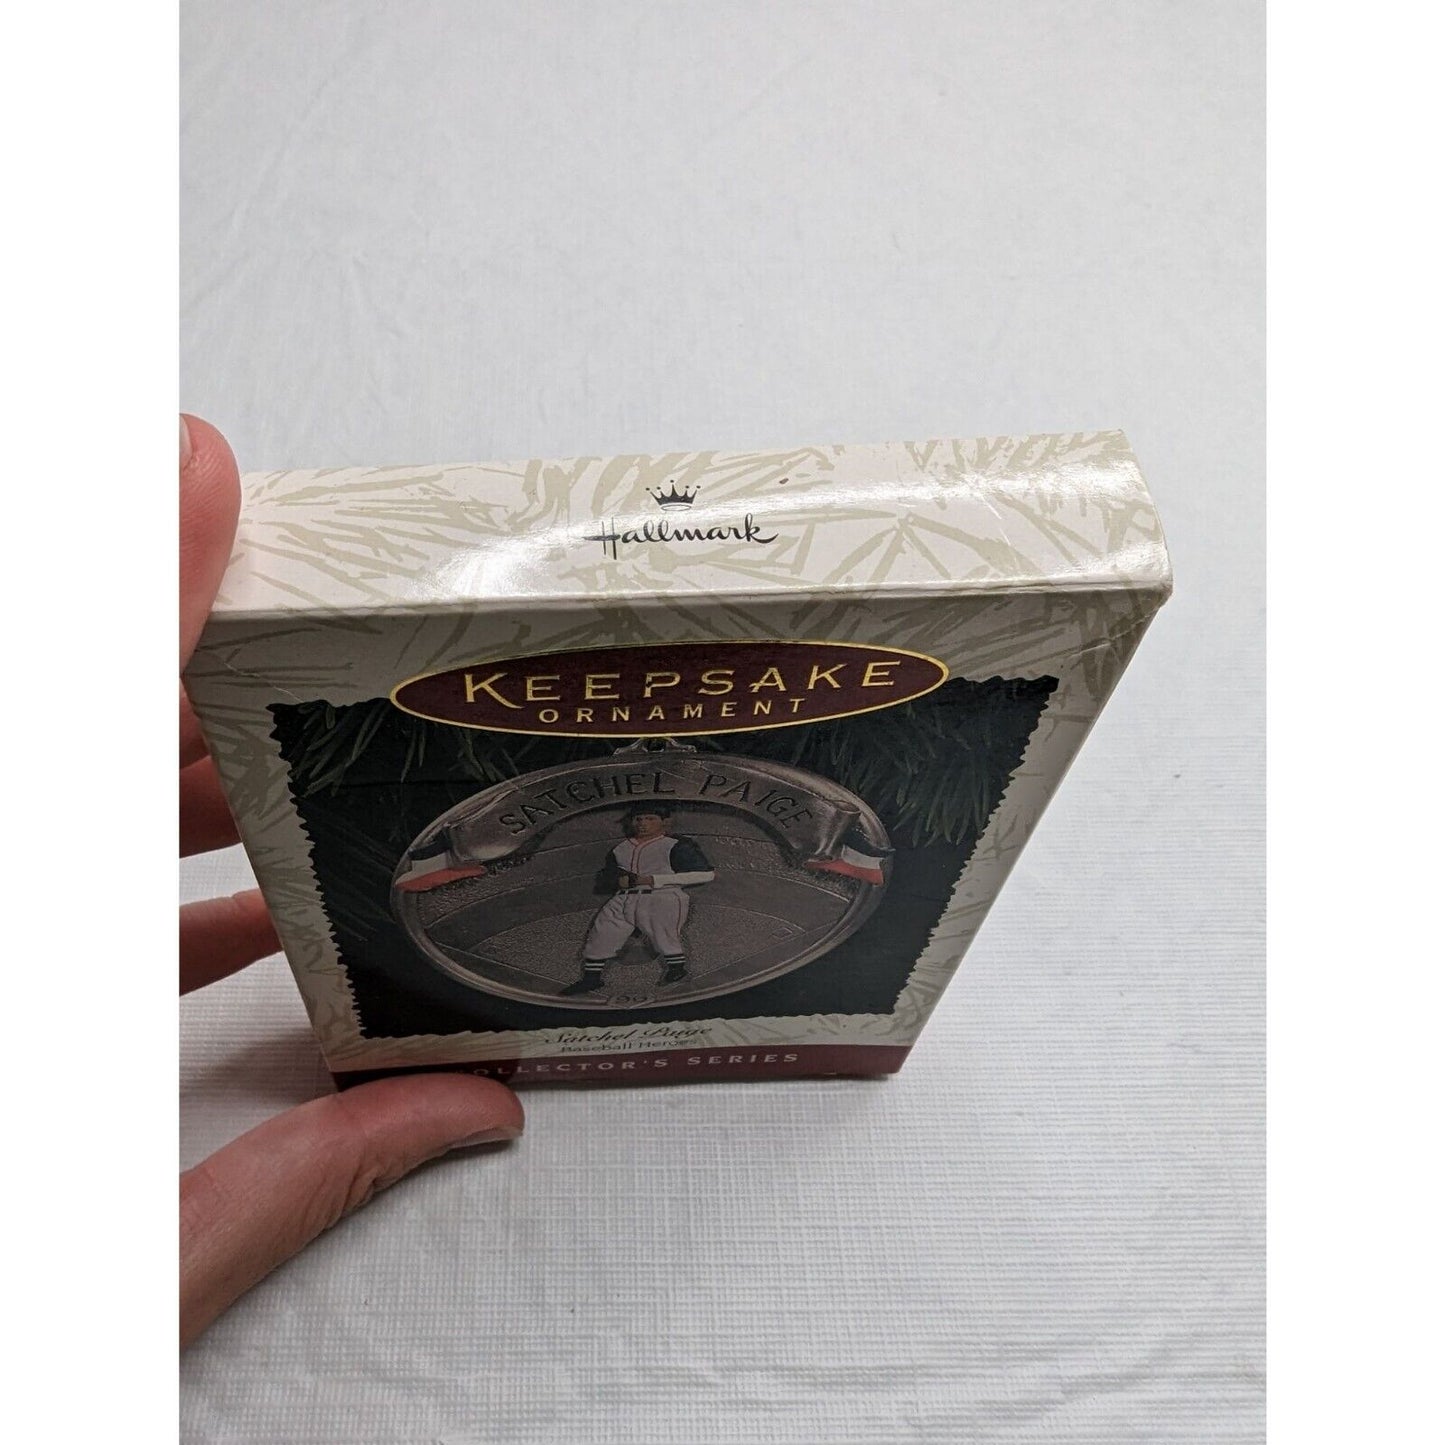 Hallmark
KEEPSAKE
ORNAMENT
SATCHEL PAIGE
Satchel Paige
Baseball Heroes
COLLECTOR'S SERIES